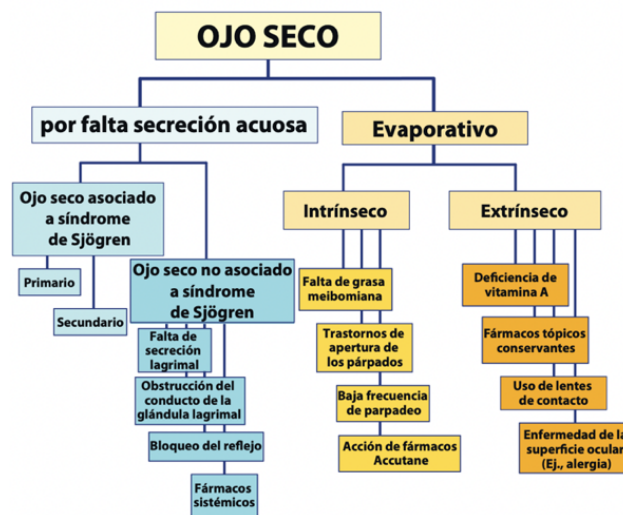 OJO SECO
por falta secreción acuosa
Evaporativo
Ojo seco asociado
a síndrome
de Sjögren
Primario
Secundario
Ojo seco no asociado
a síndrome
de Sjögren
Falta de
secreción
lagrimal
Obstrucción del
conducto de la
glándula lagrimal
Bloqueo del reflejo
Fármacos
sistémicos
Intrínseco
Falta de grasa
meibomiana
Trastornos de
apertura de
los párpados
Baja frecuencia
de parpadeo
Acción de fármacos
Accutane
Extrínseco
Deficiencia de
vitamina A
Fármacos tópicos
conservantes
Uso de lentes
de contacto
Enfermedad de la
superficie ocular
(Ej., alergia)